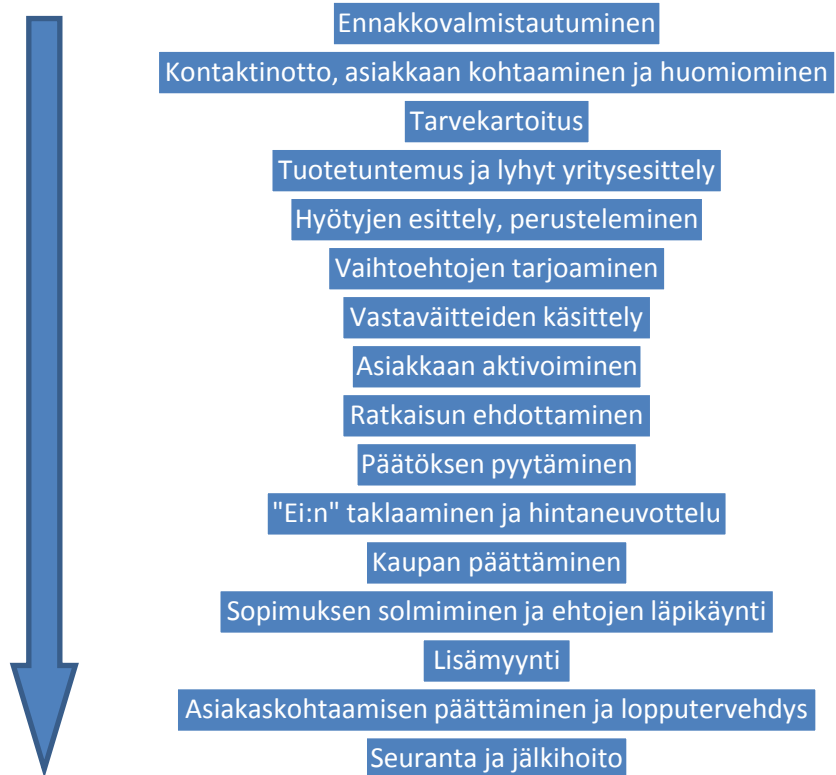 Ennakkovalmistautuminen
Kontaktinotto, asiakkaan kohtaaminen ja huomiominen
Tarvekartoitus
Tuotetuntemus ja lyhyt yritysesittely
Hyötyjen esittely, perusteleminen
Vaihtoehtojen tarjoaminen
Vastaväitteiden käsittely
Asiakkaan aktivoiminen
Ratkaisun ehdottaminen
Päätöksen pyytäminen
"Ei:n" taklaaminen ja hintaneuvottelu
Kaupan päättäminen
Sopimuksen solmiminen ja ehtojen läpikäynti
Lisämyynti
Asiakaskohtaamisen päättäminen ja lopputervehdys
Seuranta ja jälkihoito